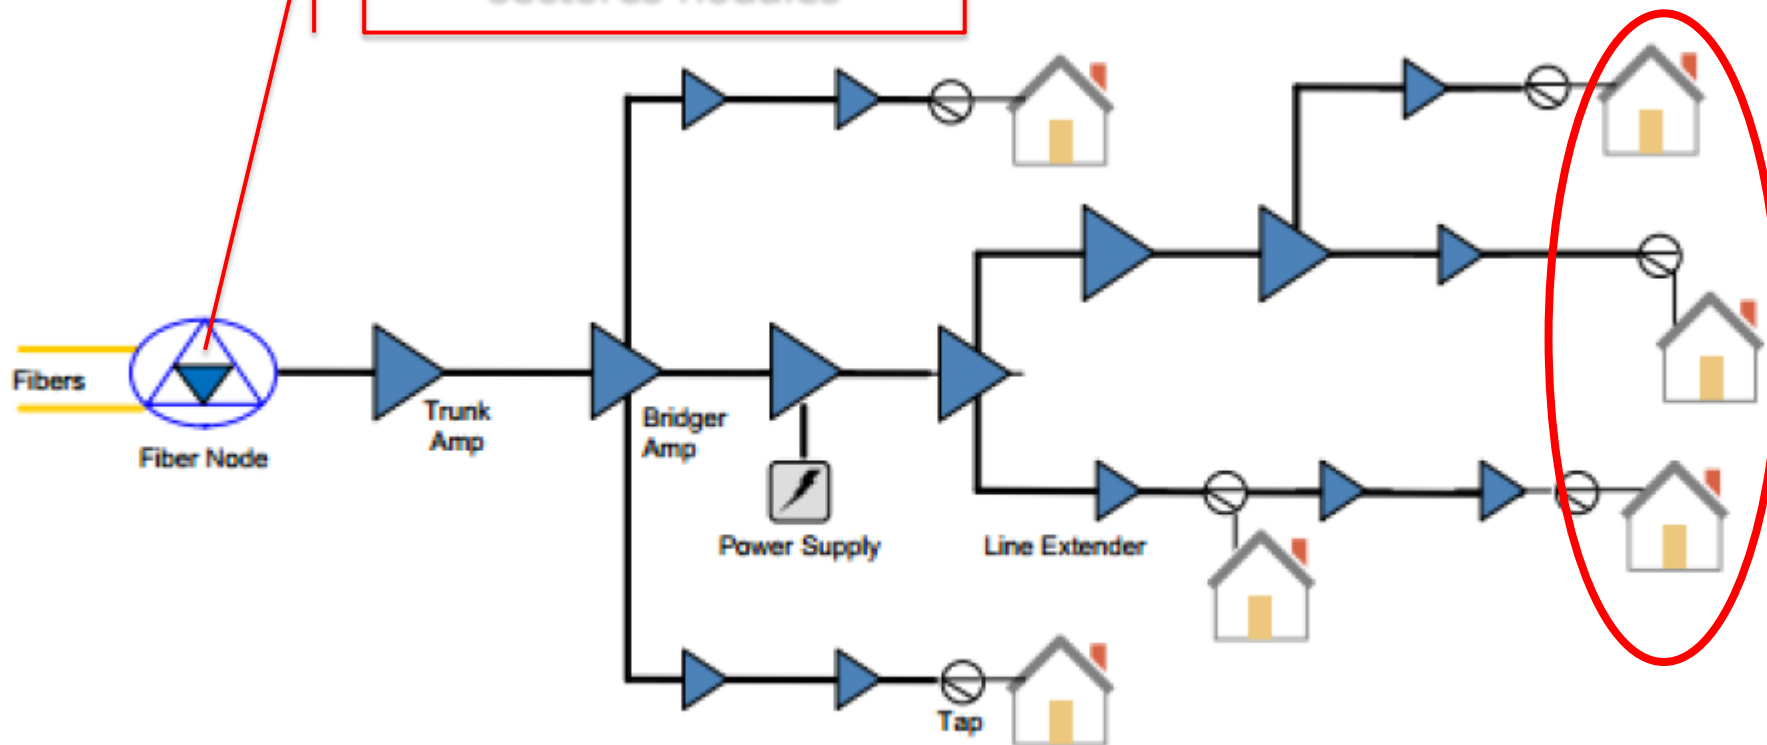 Fibers
Fiber Node
Trunk
Amp
Bridger
Amp
Power Supply
Line Extender
Tap